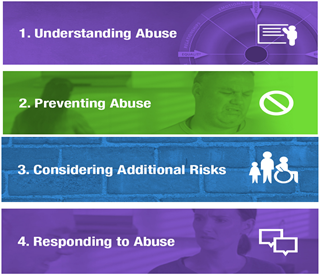 1. Understanding Abuse
2. Preventing Abuse
3. Considering Additional Risks
4. Responding to Abuse